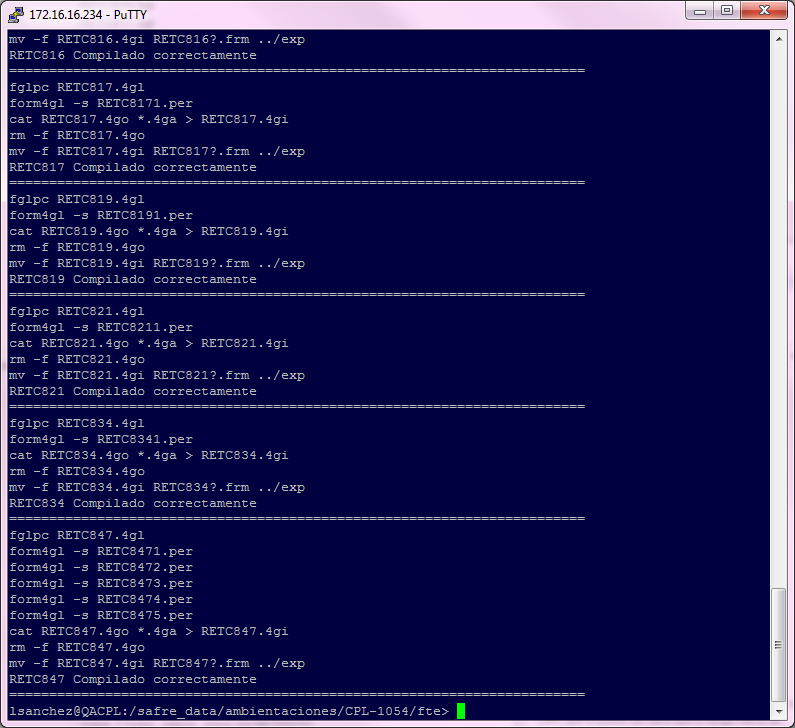 172.16.16.234 - PuTTY
mv -f RETC816.4gi RETC816?.frm ../exp
RETC816 Compilado correctamente
========================================================================
fglpc RETC817.4gl
form4gl -s RETC8171.per
cat RETC817.4go *.4ga > RETC817.4gi
rm -f RETC817.4go
mv -f RETC817.4gi RETC817?.frm ../exp
RETC817 Compilado correctamente
========================================================================
fglpc RETC819.4gl
form4gl -s RETC8191.per
cat RETC819.4go *.4ga > RETC819.4gi
rm -f RETC819.4go
mv -f RETC819.4gi RETC819?.frm ../exp
RETC819 Compilado correctamente
========================================================================
fglpc RETC821.4gl
form4gl -s RETC8211.per
cat RETC821.4go *.4ga > RETC821.4gi
rm -f RETC821.4go
mv -f RETC821.4gi RETC821?.frm ../exp
RETC821 Compilado correctamente
========================================================================
fglpc RETC834.4gl
form4gl -s RETC8341.per
cat RETC834.4go *.4ga > RETC834.4gi
rm -f RETC834.4go
mv -f RETC834.4gi RETC834?.frm ../exp
RETC834 Compilado correctamente
========================================================================
fglpc RETC847.4gl
form4gl -s RETC8471.per
form4gl -s RETC8472.per
form4gl -s RETC8473.per
form4gl -s RETC8474.per
form4gl -s RETC8475.per
cat RETC847.4go *.4ga > RETC847.4gi
rm -f RETC847.4go
mv -f RETC847.4gi RETC847?.frm ../exp
RETC847 Compilado correctamente
========================================================================
lsanchez@QACPL:/safre_data/ambientaciones/CPL-1054/fte>